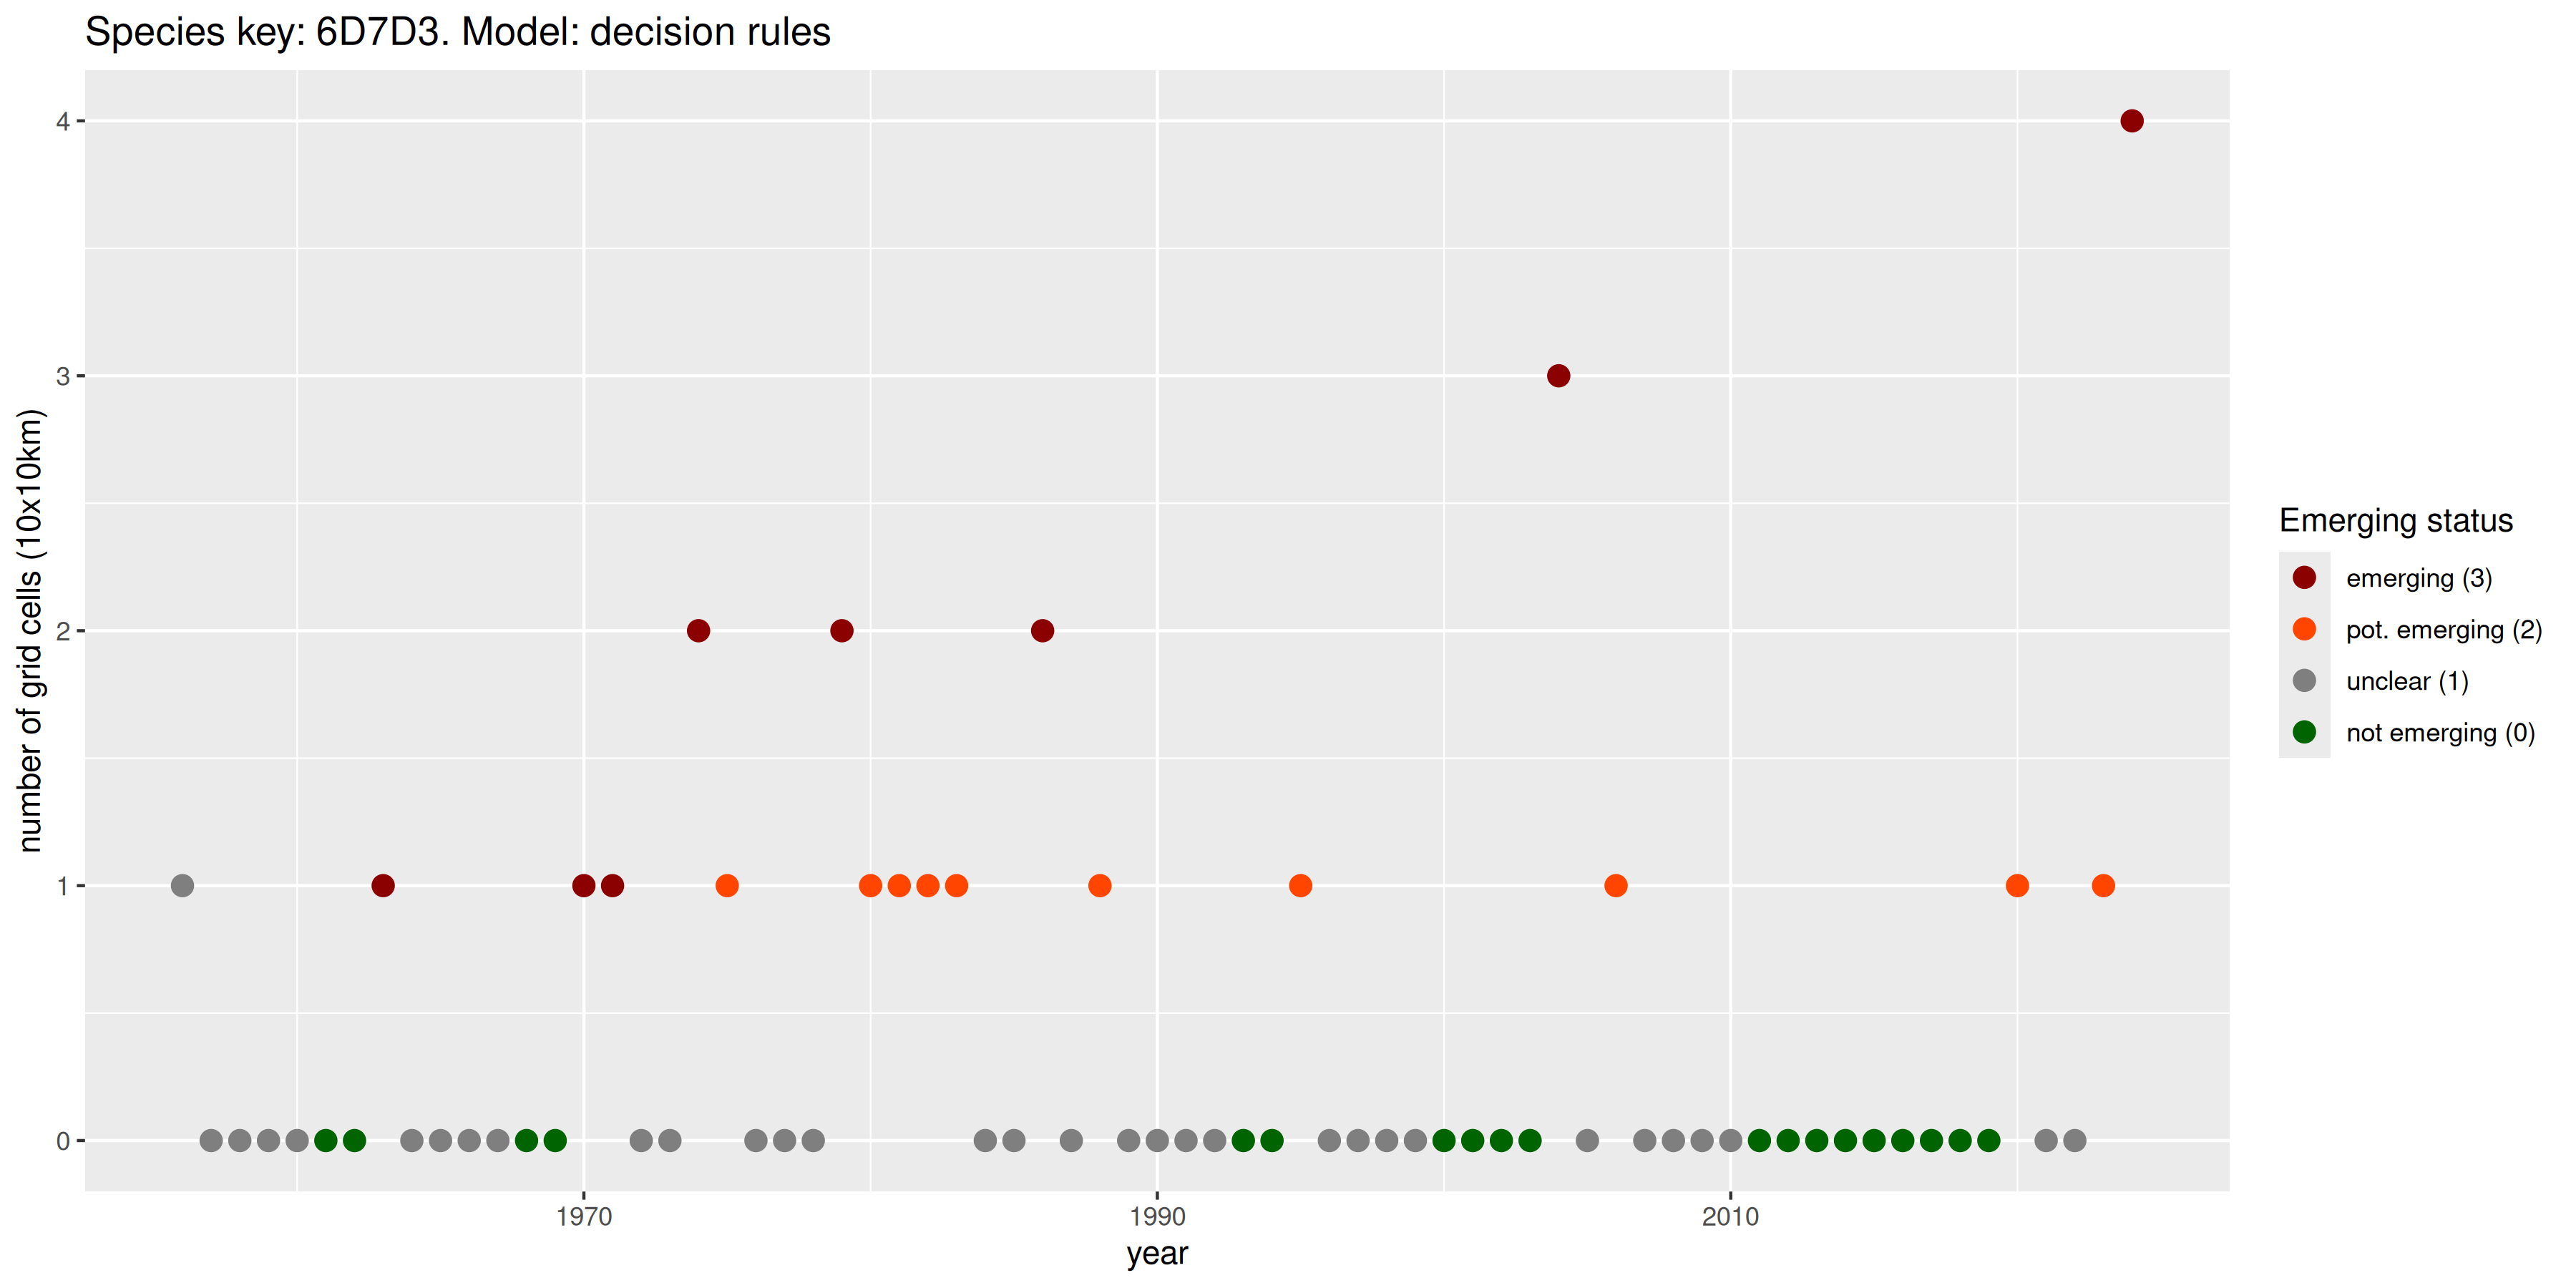 Species key: 6D7D3. Model: decision rules
number of grid cells (10x10km)
4
3
2
1
0
1970
1990
2010
year
Emerging status
emerging (3)
pot. emerging (2)
unclear (1)
not emerging (0)